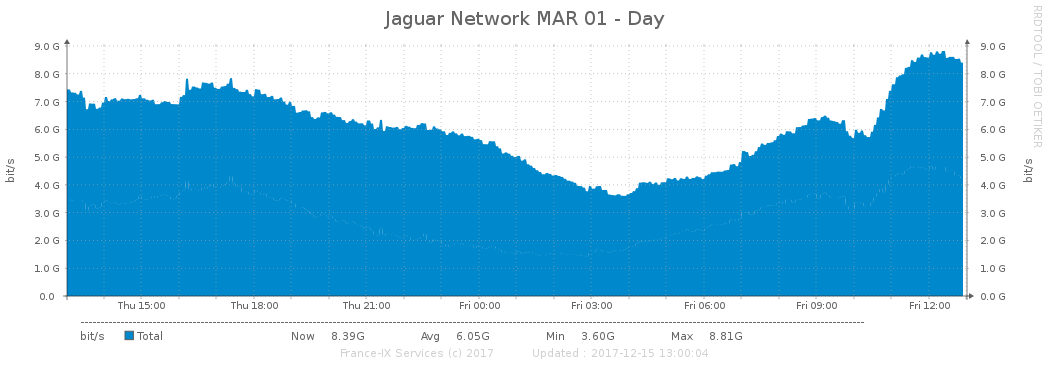 Jaguar Network MAR 01 - Day
RRDTOOL / TOBI OETIKER
bit/s
9.0 G
8.0 G
7.0 G
6.0 G
5.0 G
4.0 G
3.0 G
2.0 G
1.0 G
0.0
9.0 G
8.0 G
7.0 G
6.0 G
5.0 G
4.0 G
3.0 G
2.0 G
1.0 G
0.0 G
bit/s
Thu 15:00 Thu 18:00 Thu 21:00 Fri 00:00 Fri 03:00 Fri 06:00 Fri 09:00 Fri 12:00
bit/s Total Now 8.39G Avg 6.05G Min 3.60G Max 8.81G
France-IX Services (c) 2017 Updated : 2017-12-15 13:00:04